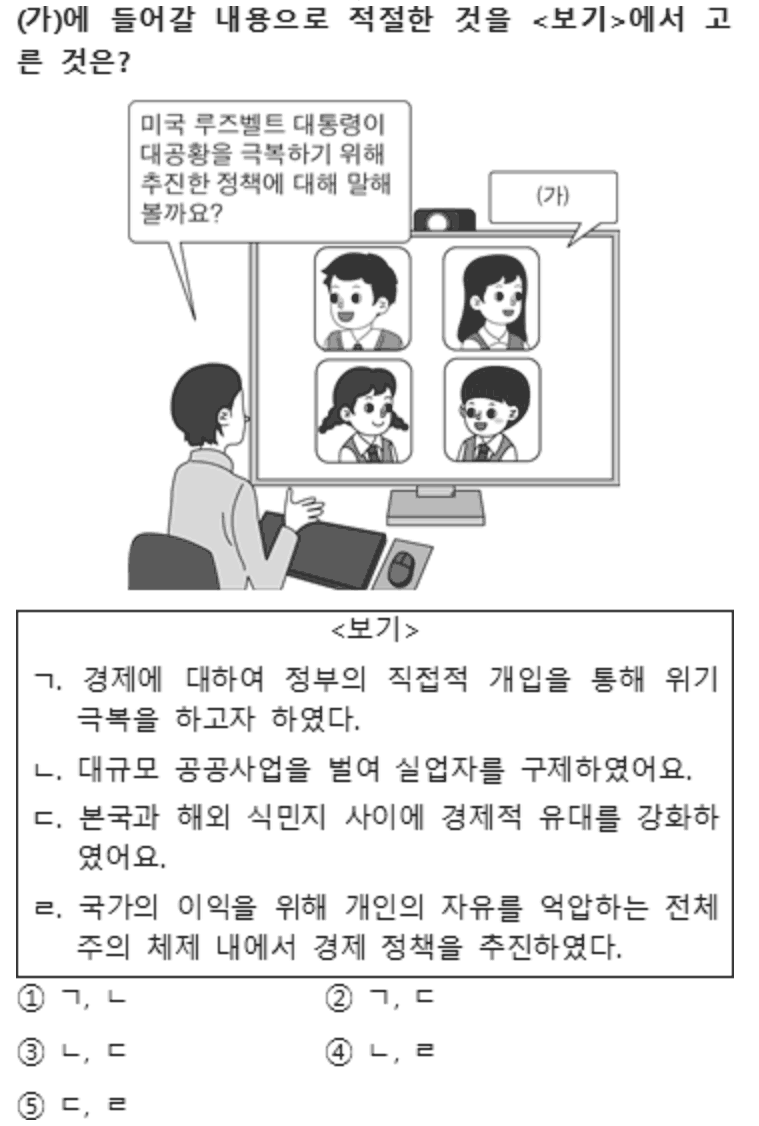 (가)에 들어갈 내용으로 적절한 것을 <보기>에서 고
른 것은?
미국 루즈벨트 대통령이
대공황을 극복하기 위해
추진한 정책에 대해 말해
볼까요?
(가)
<보기>
ㄱ. 경제에 대하여 정부의 직접적 개입을 통해 위기
극복을 하고자 하였다.
ㄴ. 대규모 공공사업을 벌여 실업자를 구제하였어요.
ㄷ. 본국과 해외 식민지 사이에 경제적 유대를 강화하
였어요.
ㄹ. 국가의 이익을 위해 개인의 자유를 억압하는 전체
주의 체제 내에서 경제 정책을 추진하였다.
① ㄱ, ㄴ ② ㄱ, ㄷ
③ ㄴ, ㄷ ④ ㄴ, ㄹ
⑤ ㄷ, ㄹ